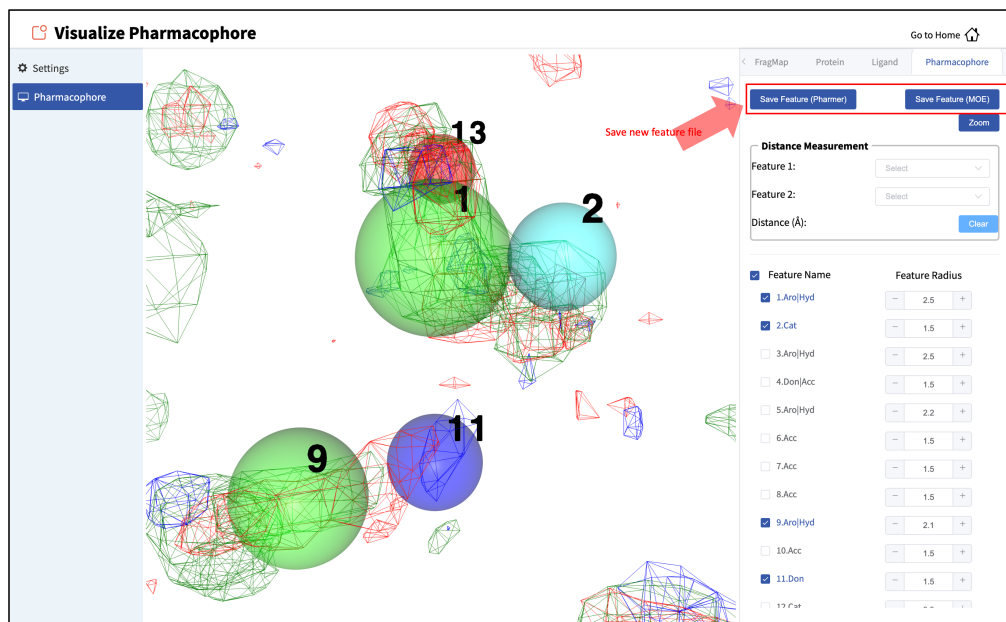 Visualize Pharmacophore
Go to Home
Settings
Pharmacophore
FragMap Protein Ligand Pharmacophore
Save Feature (Pharmer) Save Feature (MOE)
Zoom
Save new feature file
Distance Measurement
Feature 1: Select
Feature 2: Select
Distance (Å): Clear
Feature Name Feature Radius
1.Aro|Hyd − 2.5 +
2.Cat − 1.5 +
3.Aro|Hyd − 2.5 +
4.Don|Acc − 1.5 +
5.Aro|Hyd − 2.2 +
6.Acc − 1.5 +
7.Acc − 1.5 +
8.Acc − 1.5 +
9.Aro|Hyd − 2.1 +
10.Acc − 1.5 +
11.Don − 1.5 +
12.Cat
13
1
2
9
11